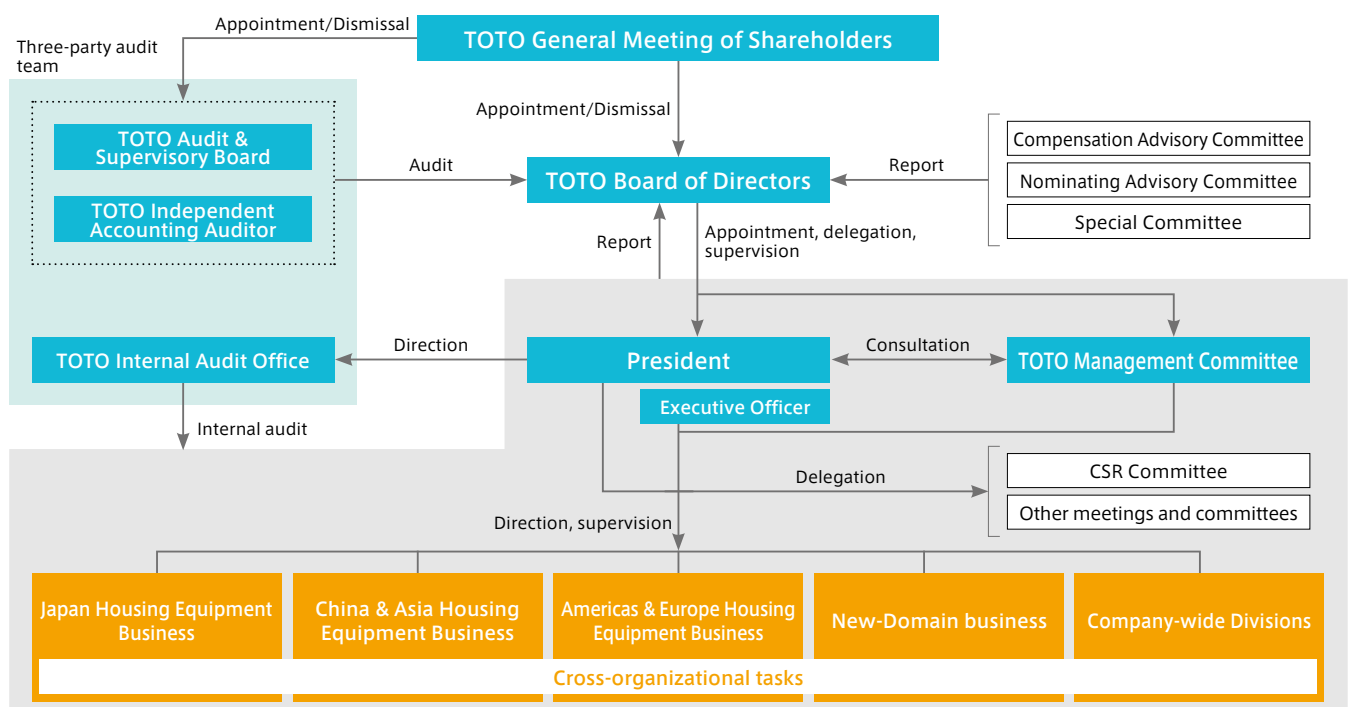 Appointment/Dismissal
TOTO General Meeting of Shareholders
Three-party audit
team
Appointment/Dismissal
TOTO Audit &
Supervisory Board
TOTO Independent
Accounting Auditor
Audit
TOTO Board of Directors
Report
Compensation Advisory Committee
Nominating Advisory Committee
Special Committee
Report
Appointment, delegation,
supervision
TOTO Internal Audit Office
Direction
President
Consultation
TOTO Management Committee
Executive Officer
Internal audit
Delegation
CSR Committee
Other meetings and committees
Direction, supervision
Japan Housing Equipment
Business
China & Asia Housing
Equipment Business
Americas & Europe Housing
Equipment Business
New-Domain business
Company-wide Divisions
Cross-organizational tasks